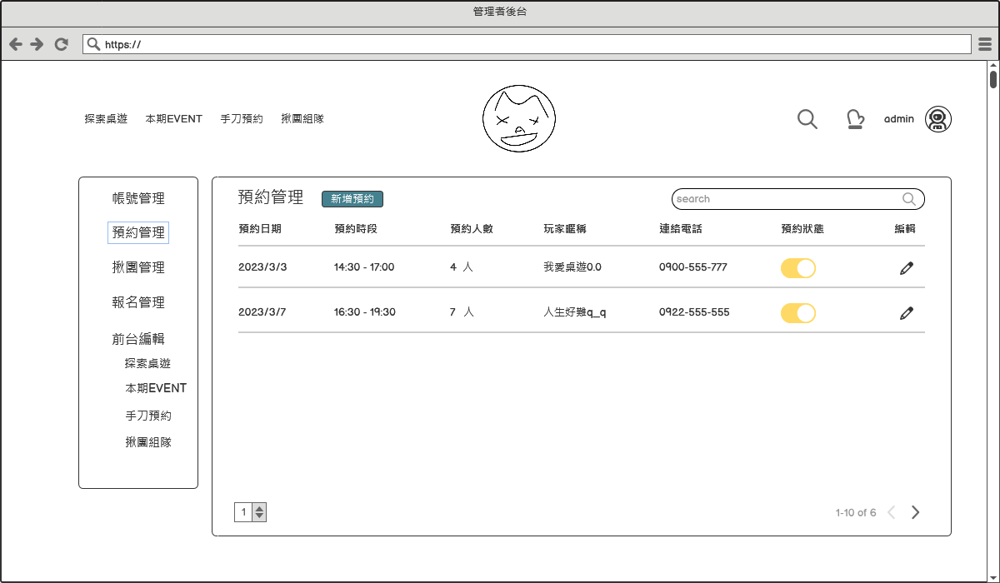 管理者後台
https://
探索桌遊 本期EVENT 手刀預約 揪團組隊 admin
帳號管理
預約管理
揪團管理
報名管理
前台編輯
探索桌遊
本期EVENT
手刀預約
揪團組隊
預約管理 新增預約 search
預約日期 預約時段 預約人數 玩家暱稱 連絡電話 預約狀態 編輯
2023/3/3 14:30 - 17:00 4 人 我愛桌遊0.0 0900-555-777
2023/3/7 16:30 - 19:30 7 人 人生好難q_q 0922-555-555
1 1-10 of 6